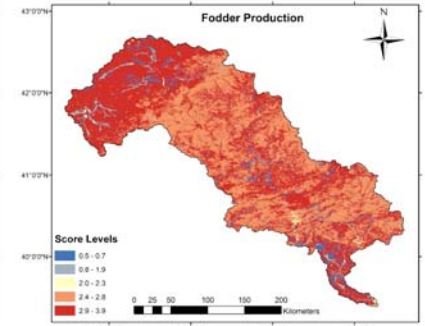 Fodder Production
N
43°0'0"N
42°0'0"N
41°0'0"N
40°0'0"N
Score Levels
0.5 - 0.7
0.8 - 1.9
2.0 - 2.3
2.4 - 2.8
2.9 - 3.9
0 25 50 100 150 200
Kilometers